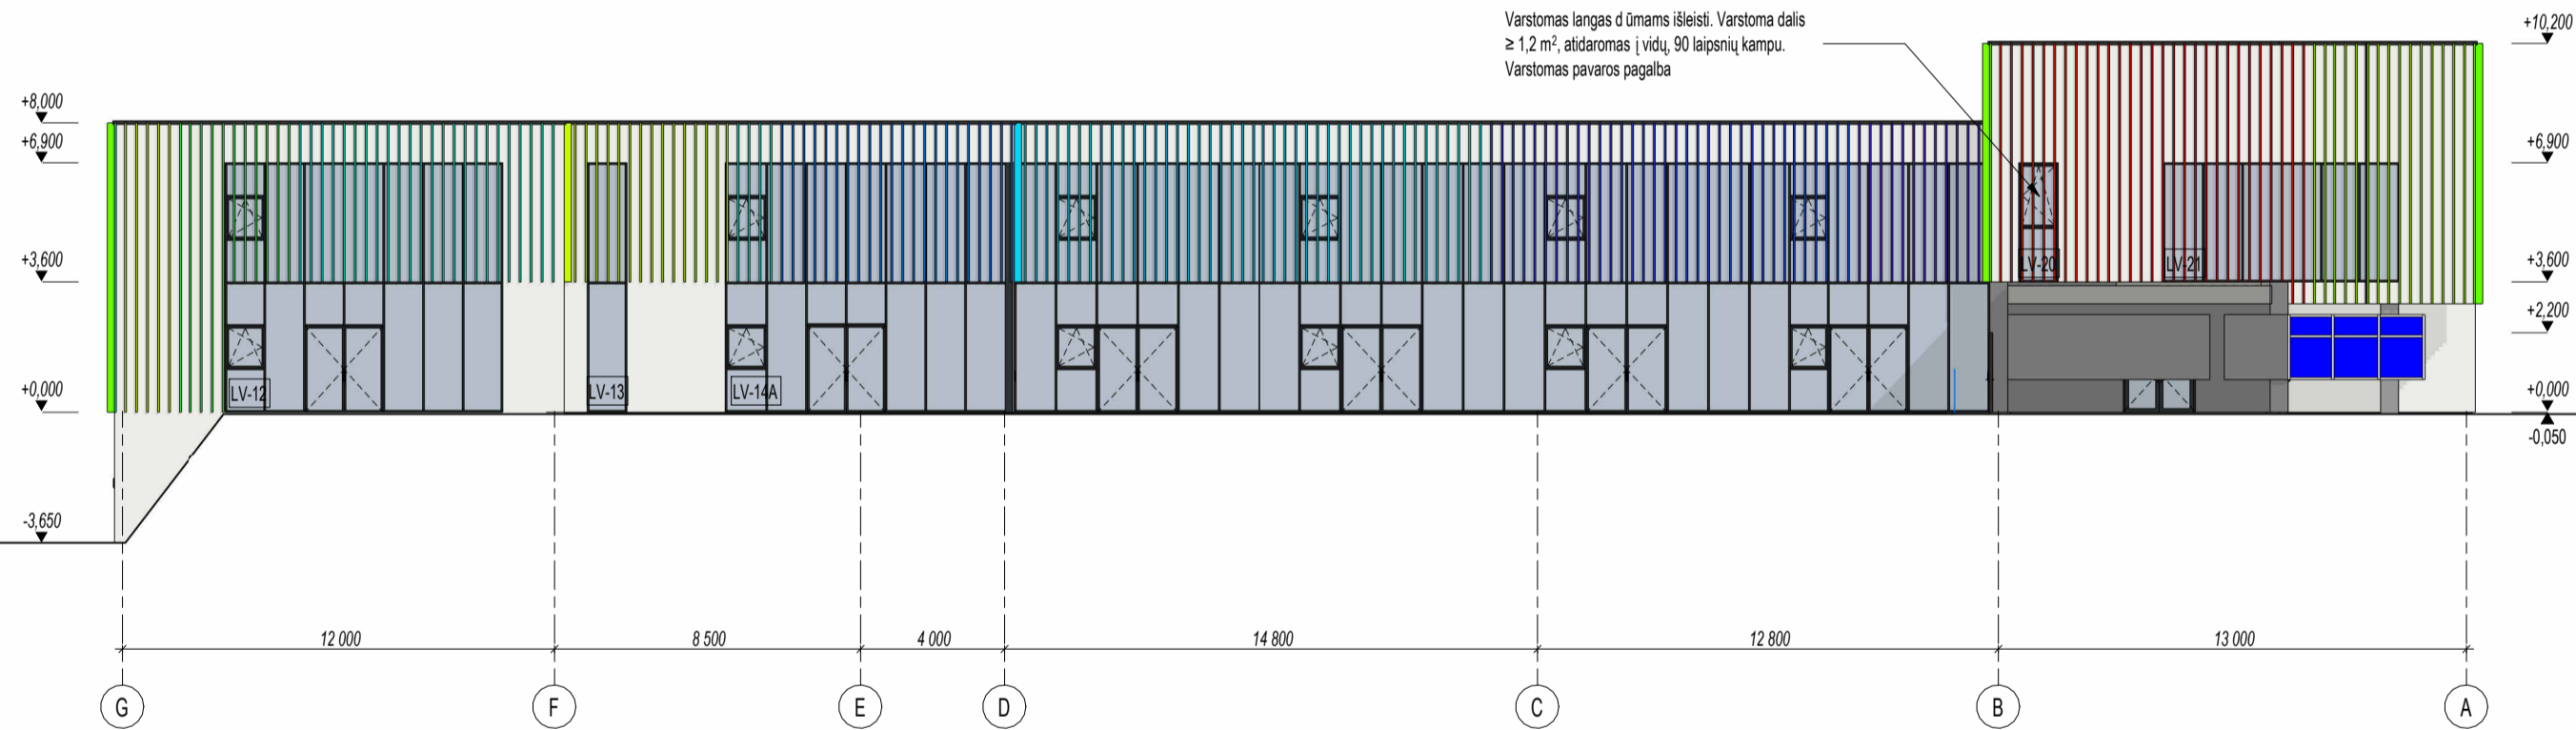 Varstomas langas d ūmams išleisti. Varstoma dalis
≥ 1,2 m², atidaromas į vidų, 90 laipsnių kampu.
Varstomas pavaros pagalba
+10,200
+8,000
+6,900
+6,900
+3,600
+3,600
LV-20
LV-21
+2,200
+0,000
LV-12
LV-13
LV-14A
+0,000
-0,050
-3,650
12 000
8 500
4 000
14 800
12 800
13 000
G
F
E
D
C
B
A